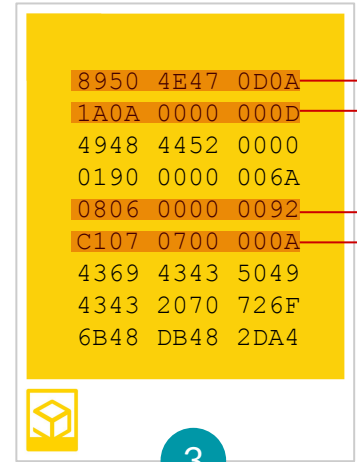 8950 4E47 0D0A
1A0A 0000 000D
4948 4452 0000
0190 0000 006A
0806 0000 0092
C107 0700 000A
4369 4343 5049
4343 2070 726F
6B48 DB48 2DA4
3